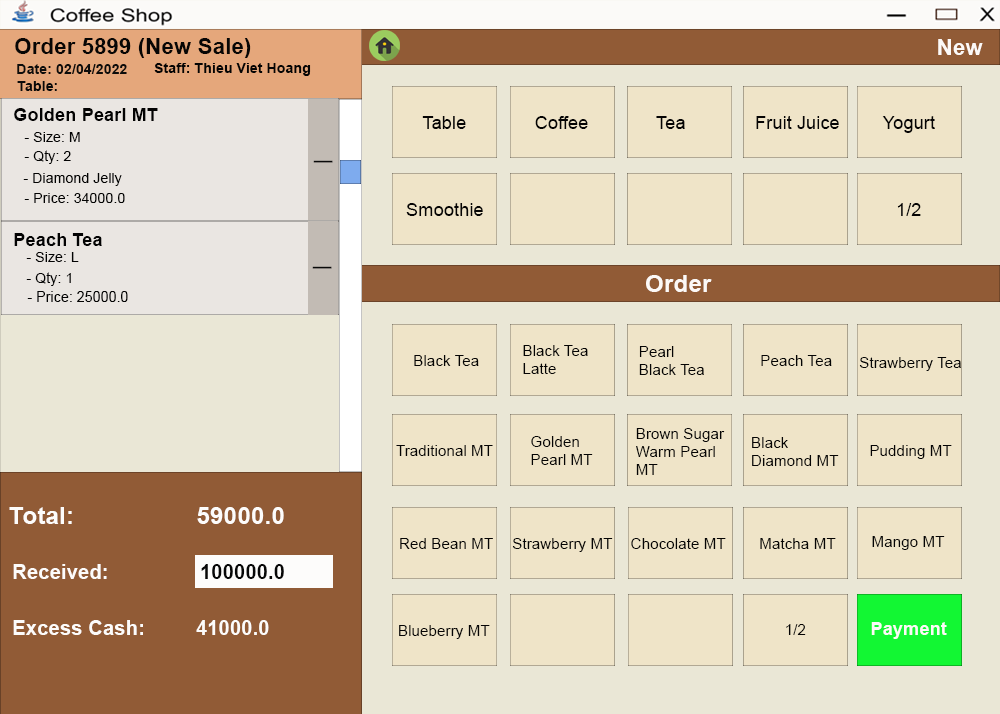 Coffee Shop
Order 5899 (New Sale)
Date: 02/04/2022 Staff: Thieu Viet Hoang
Table:
Golden Pearl MT
- Size: M
- Qty: 2
- Diamond Jelly
- Price: 34000.0
Peach Tea
- Size: L
- Qty: 1
- Price: 25000.0
Total: 59000.0
Received: 100000.0
Excess Cash: 41000.0
New
Table Coffee Tea Fruit Juice Yogurt
Smoothie 1/2
Order
Black Tea
Black Tea
Latte
Pearl
Black Tea
Peach Tea
Strawberry Tea
Traditional MT
Golden
Pearl MT
Brown Sugar
Warm Pearl
MT
Black
Diamond MT
Pudding MT
Red Bean MT
Strawberry MT
Chocolate MT
Matcha MT
Mango MT
Blueberry MT
1/2
Payment